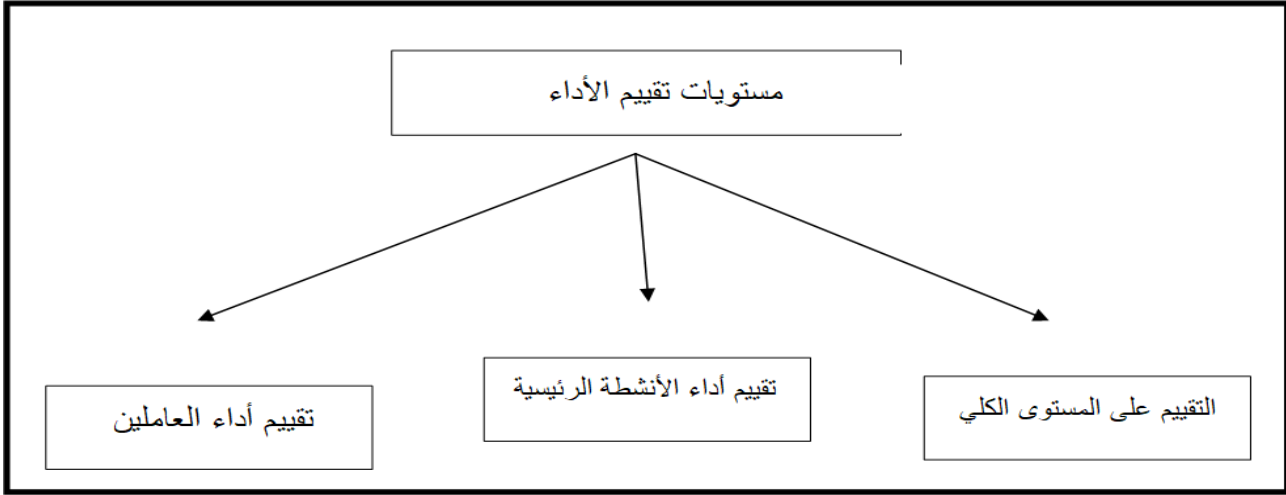 مستويات تقييم الأداء
التقييم على المستوى الكلي
تقييم أداء الأنشطة الرئيسية
تقييم أداء العاملين